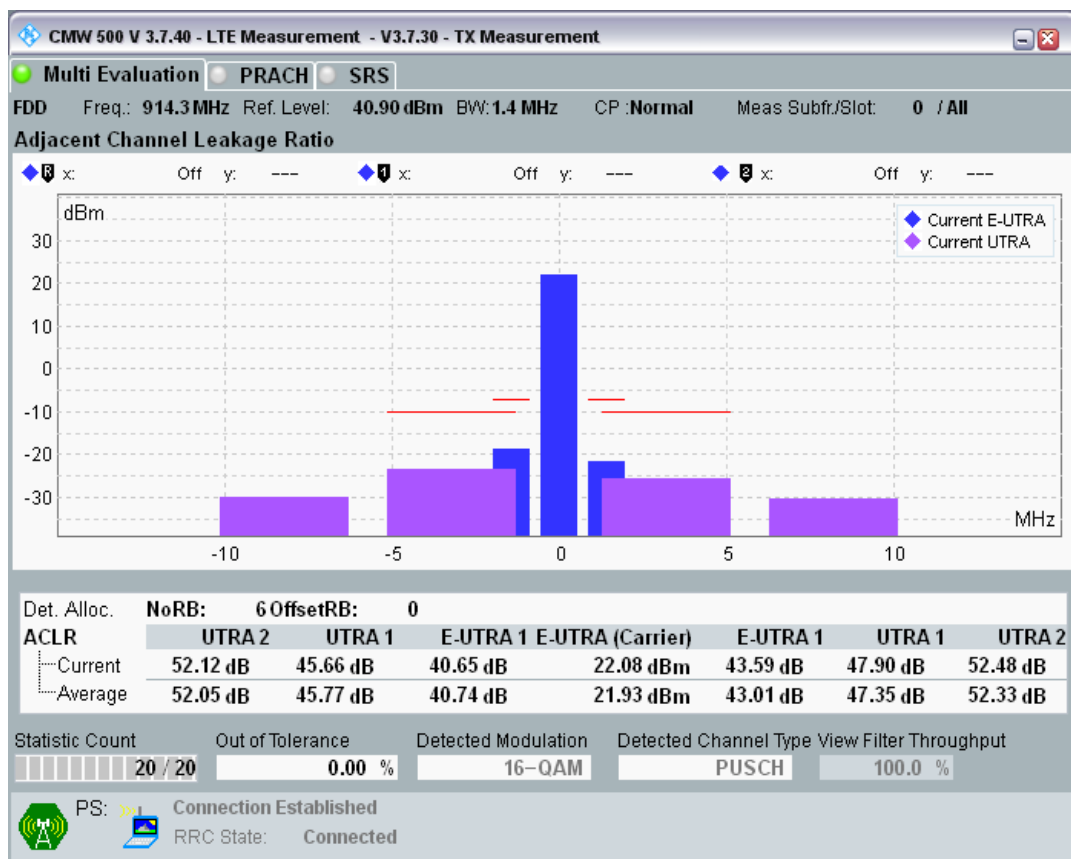 CMW 500 V 3.7.40 - LTE Measurement - V3.7.30 - TX Measurement
Multi Evaluation PRACH SRS
FDD Freq.: 914.3 MHz Ref. Level: 40.90 dBm BW: 1.4 MHz CP :Normal Meas Subfr./Slot: 0 / All
Adjacent Channel Leakage Ratio
R x: Off y: --- 1 x: Off y: --- 2 x: Off y: ---
dBm
Current E-UTRA
Current UTRA
30
20
10
0
-10
-20
-30
MHz
-10 -5 0 5 10
Det. Alloc. NoRB: 6 OffsetRB: 0
ACLR UTRA 2 UTRA 1 E-UTRA 1 E-UTRA (Carrier) E-UTRA 1 UTRA 1 UTRA 2
Current 52.12 dB 45.66 dB 40.65 dB 22.08 dBm 43.59 dB 47.90 dB 52.48 dB
Average 52.05 dB 45.77 dB 40.74 dB 21.93 dBm 43.01 dB 47.35 dB 52.33 dB
Statistic Count Out of Tolerance Detected Modulation Detected Channel Type View Filter Throughput
20 / 20 0.00 % 16-QAM PUSCH 100.0 %
PS: Connection Established
RRC State: Connected